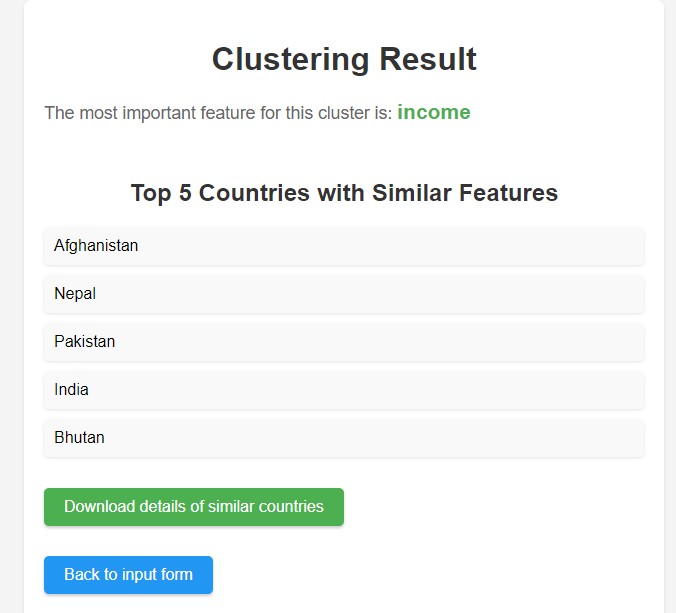 Clustering Result
The most important feature for this cluster is: income
Top 5 Countries with Similar Features
Afghanistan
Nepal
Pakistan
India
Bhutan
Download details of similar countries
Back to input form